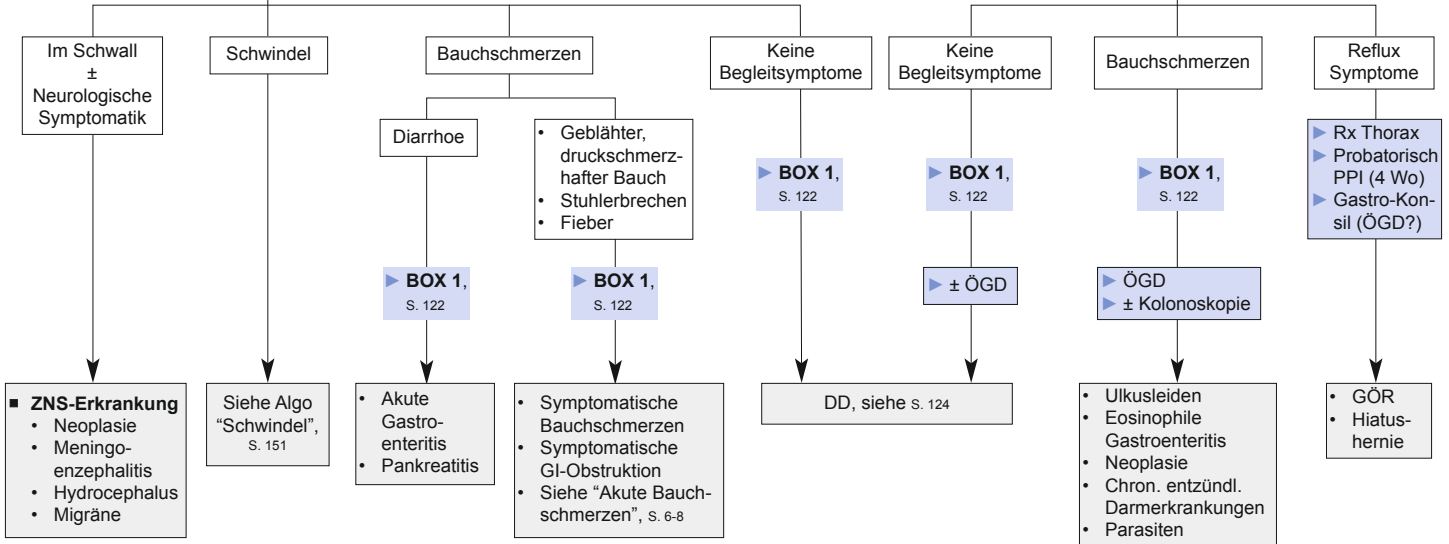 Im Schwall
±
Neurologische
Symptomatik
Schwindel
Bauchschmerzen
Keine
Begleitsymptome
Keine
Begleitsymptome
Bauchschmerzen
Reflux
Symptome
Diarrhoe
• Geblähter,
druckschmerz-
hafter Bauch
• Stuhlerbrechen
• Fieber
► BOX 1,
S. 122
► BOX 1,
S. 122
► BOX 1,
S. 122
► Rx Thorax
► Probatorisch
PPI (4 Wo)
► Gastro-Kon-
sil (ÖGD?)
► BOX 1,
S. 122
► BOX 1,
S. 122
► ± ÖGD
► ÖGD
► ± Kolonoskopie
■ ZNS-Erkrankung
• Neoplasie
• Meningo-
enzephalitis
• Hydrocephalus
• Migräne
Siehe Algo
“Schwindel”,
S. 151
• Akute
Gastro-
enteritis
• Pankreatitis
• Symptomatische
Bauchschmerzen
• Symptomatische
GI-Obstruktion
• Siehe “Akute Bauch-
schmerzen”, S. 6-8
DD, siehe S. 124
• Ulkusleiden
• Eosinophile
Gastroenteritis
• Neoplasie
• Chron. entzündl.
Darmerkrankungen
• Parasiten
• GÖR
• Hiatus-
hernie